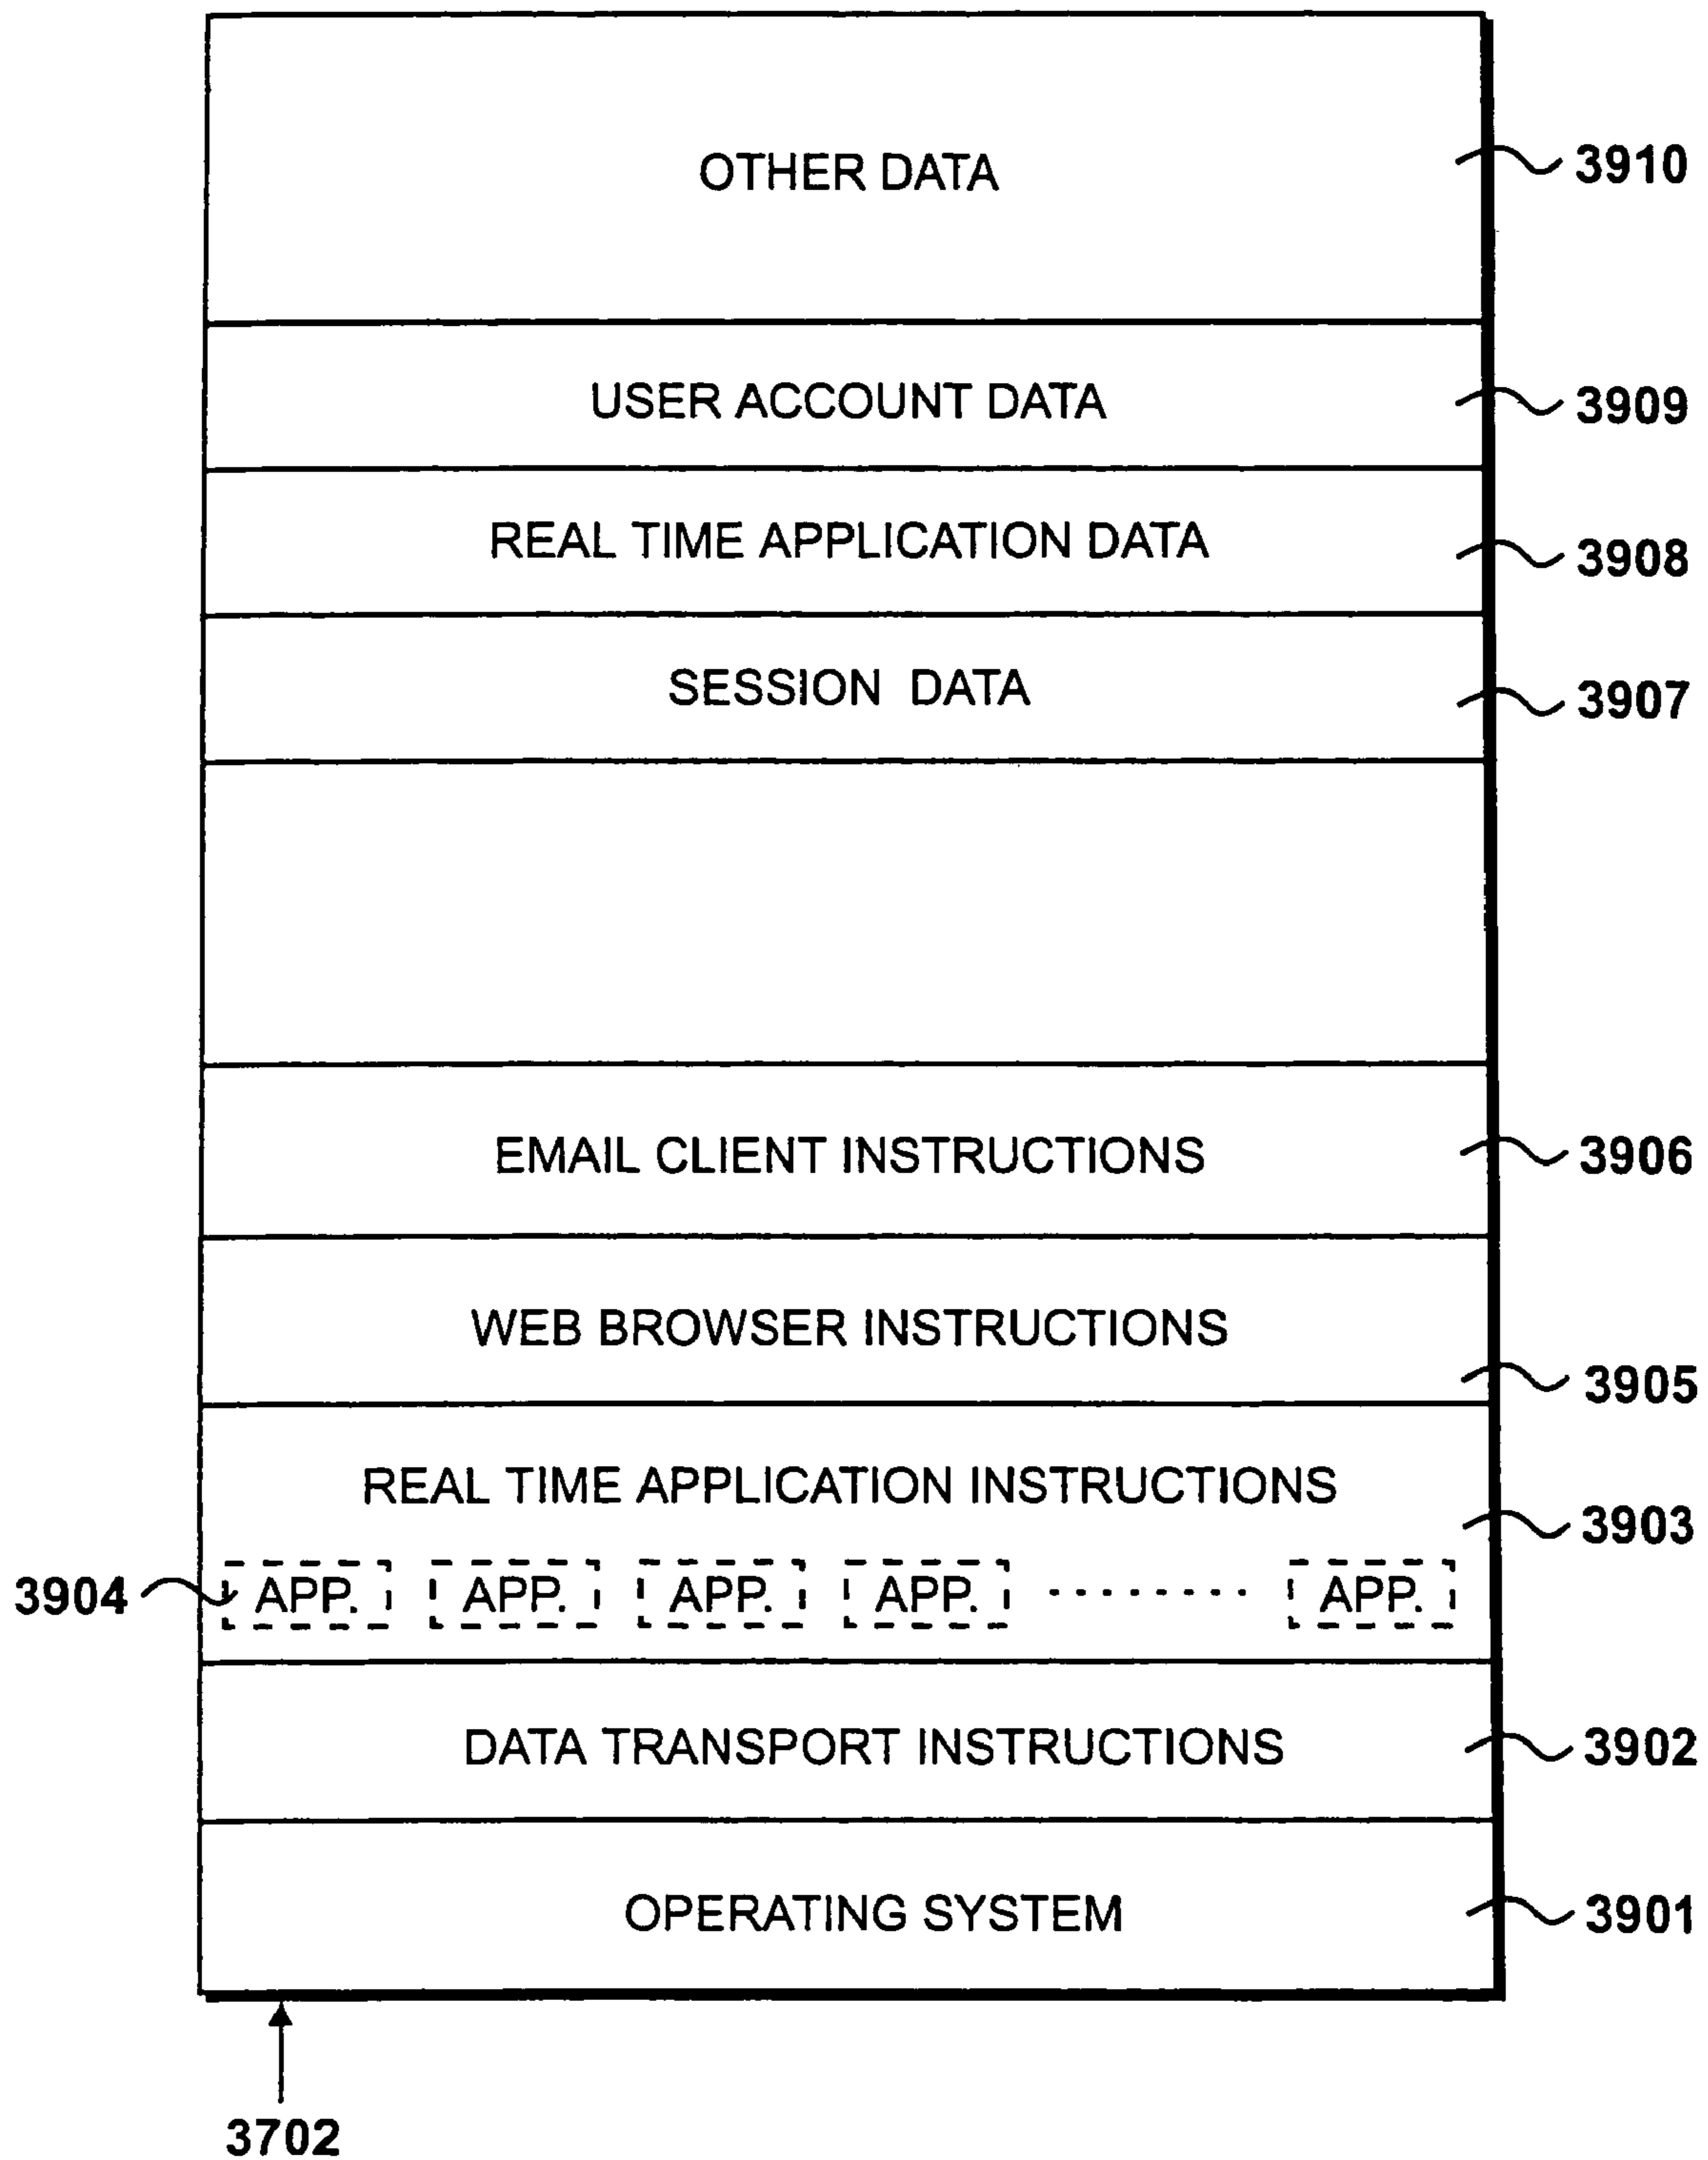 OTHER DATA 3910
USER ACCOUNT DATA 3909
REAL TIME APPLICATION DATA 3908
SESSION DATA 3907
EMAIL CLIENT INSTRUCTIONS 3906
WEB BROWSER INSTRUCTIONS
3905
REAL TIME APPLICATION INSTRUCTIONS
3903
3904 APP. APP. APP. APP. ·········· APP.
DATA TRANSPORT INSTRUCTIONS 3902
OPERATING SYSTEM 3901
3702